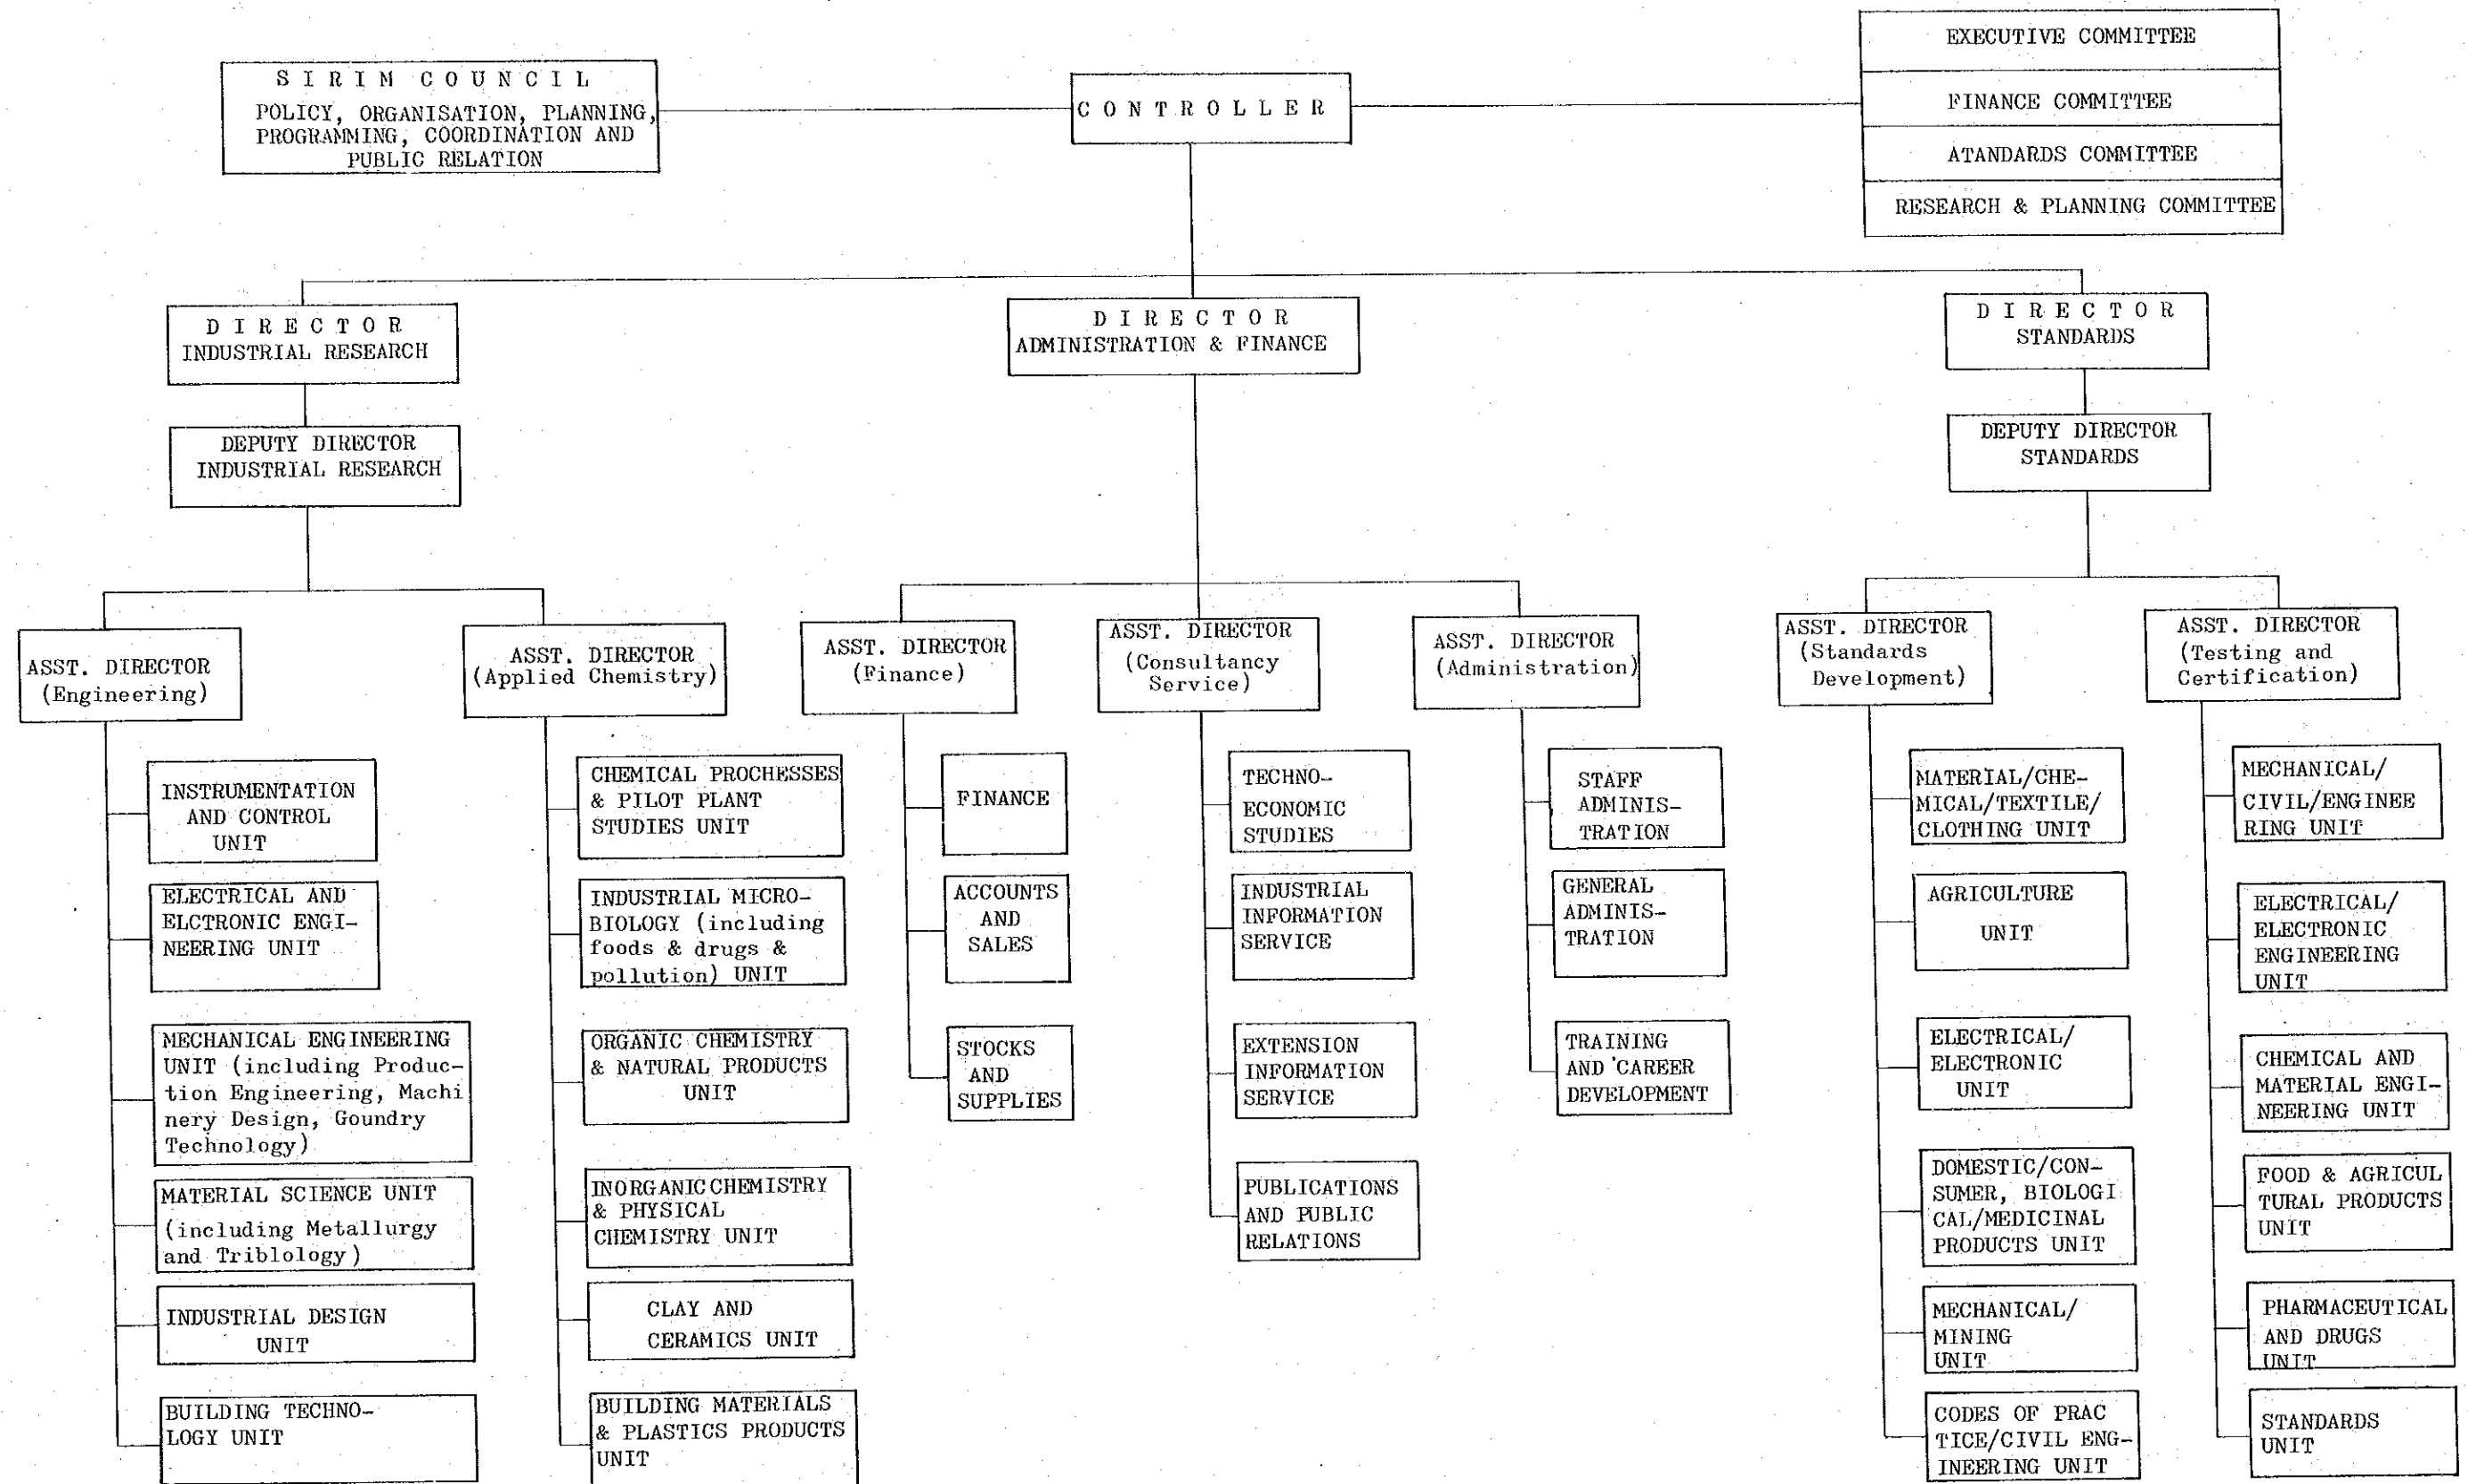 S I R I M C O U N C I L
POLICY, ORGANISATION, PLANNING,
PROGRAMMING, COORDINATION AND
PUBLIC RELATION
C O N T R O L L E R
EXECUTIVE COMMITTEE
FINANCE COMMITTEE
ATANDARDS COMMITTEE
RESEARCH & PLANNING COMMITTEE
D I R E C T O R
INDUSTRIAL RESEARCH
D I R E C T O R
ADMINISTRATION & FINANCE
D I R E C T O R
STANDARDS
DEPUTY DIRECTOR
INDUSTRIAL RESEARCH
DEPUTY DIRECTOR
STANDARDS
ASST. DIRECTOR
(Engineering)
ASST. DIRECTOR
(Applied Chemistry)
ASST. DIRECTOR
(Finance)
ASST. DIRECTOR
(Consultancy
Service)
ASST. DIRECTOR
(Administration)
ASST. DIRECTOR
(Standards
Development)
ASST. DIRECTOR
(Testing and
Certification)
INSTRUMENTATION
AND CONTROL
UNIT
ELECTRICAL AND
ELCTRONIC ENGI-
NEERING UNIT
MECHANICAL ENGINEERING
UNIT (including Produc-
tion Engineering, Machi
nery Design, Goundry
Technology)
MATERIAL SCIENCE UNIT
(including Metallurgy
and Triblology)
INDUSTRIAL DESIGN
UNIT
BUILDING TECHNO-
LOGY UNIT
CHEMICAL PROCHESSES
& PILOT PLANT
STUDIES UNIT
INDUSTRIAL MICRO-
BIOLOGY (including
foods & drugs &
pollution) UNIT
ORGANIC CHEMISTRY
& NATURAL PRODUCTS
UNIT
INORGANIC CHEMISTRY
& PHYSICAL
CHEMISTRY UNIT
CLAY AND
CERAMICS UNIT
BUILDING MATERIALS
& PLASTICS PRODUCTS
UNIT
FINANCE
ACCOUNTS
AND
SALES
STOCKS
AND
SUPPLIES
TECHNO-
ECONOMIC
STUDIES
INDUSTRIAL
INFORMATION
SERVICE
EXTENSION
INFORMATION
SERVICE
PUBLICATIONS
AND PUBLIC
RELATIONS
STAFF
ADMINIS-
TRATION
GENERAL
ADMINIS-
TRATION
TRAINING
AND CAREER
DEVELOPMENT
MATERIAL/CHE-
MICAL/TEXTILE/
CLOTHING UNIT
AGRICULTURE
UNIT
ELECTRICAL/
ELECTRONIC
UNIT
DOMESTIC/CON-
SUMER, BIOLOGI
CAL/MEDICINAL
PRODUCTS UNIT
MECHANICAL/
MINING
UNIT
CODES OF PRAC
TICE/CIVIL ENG-
INEERING UNIT
MECHANICAL/
CIVIL/ENGINEE
RING UNIT
ELECTRICAL/
ELECTRONIC
ENGINEERING
UNIT
CHEMICAL AND
MATERIAL ENGI-
NEERING UNIT
FOOD & AGRICUL
TURAL PRODUCTS
UNIT
PHARMACEUTICAL
AND DRUGS
UNIT
STANDARDS
UNIT